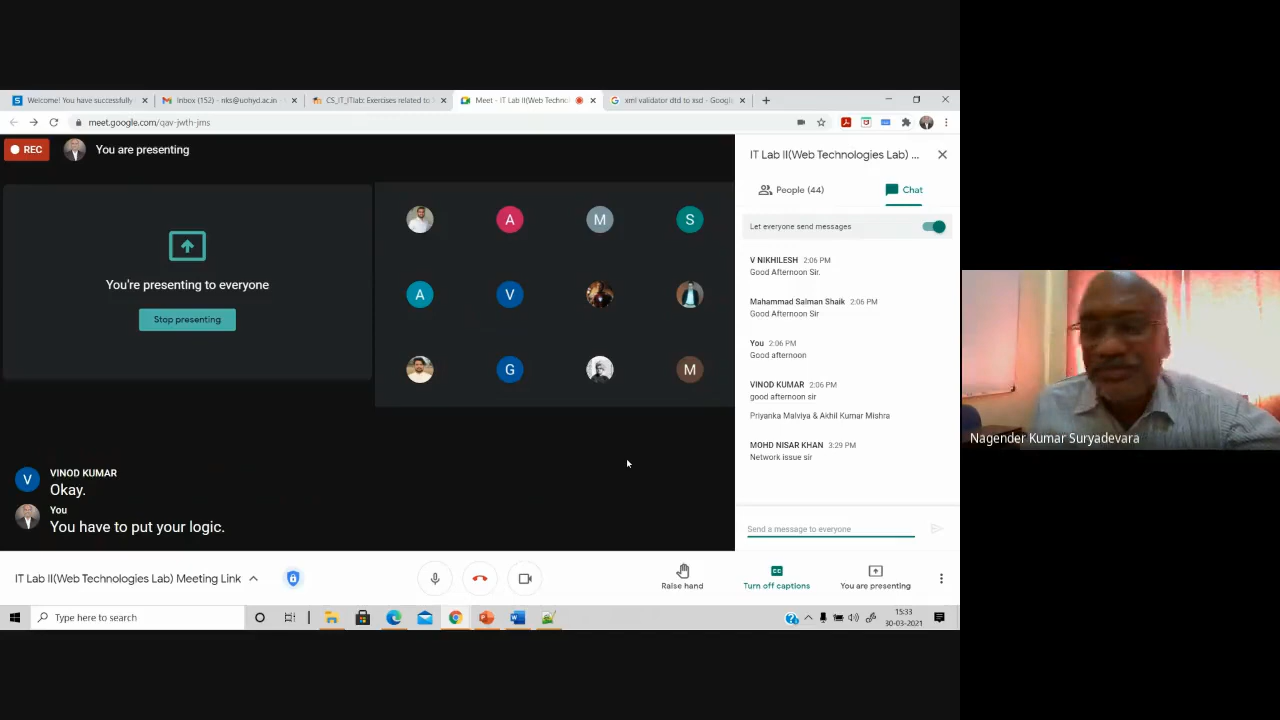 Welcome! You have successfully
Inbox (152) - nks@uohyd.ac.in
CS_IT_ITlab: Exercises related to
Meet - IT Lab II(Web Technol
xml validator dtd to xsd - Google
meet.google.com/qav-jwth-jms
REC
You are presenting
IT Lab II(Web Technologies Lab) ...
People (44)
Chat
Let everyone send messages
You're presenting to everyone
Stop presenting
A
M
S
A
V
G
M
V NIKHILESH 2:06 PM
Good Afternoon Sir.
Mahammad Salman Shaik 2:06 PM
Good Afternoon Sir
You 2:06 PM
Good afternoon
VINOD KUMAR 2:06 PM
good afternoon sir
Priyanka Malviya & Akhil Kumar Mishra
MOHD NISAR KHAN 3:29 PM
Network issue sir
Send a message to everyone
V
VINOD KUMAR
Okay.
You
You have to put your logic.
IT Lab II(Web Technologies Lab) Meeting Link
Raise hand
CC
Turn off captions
You are presenting
Type here to search
15:33
30-03-2021
Nagender Kumar Suryadevara